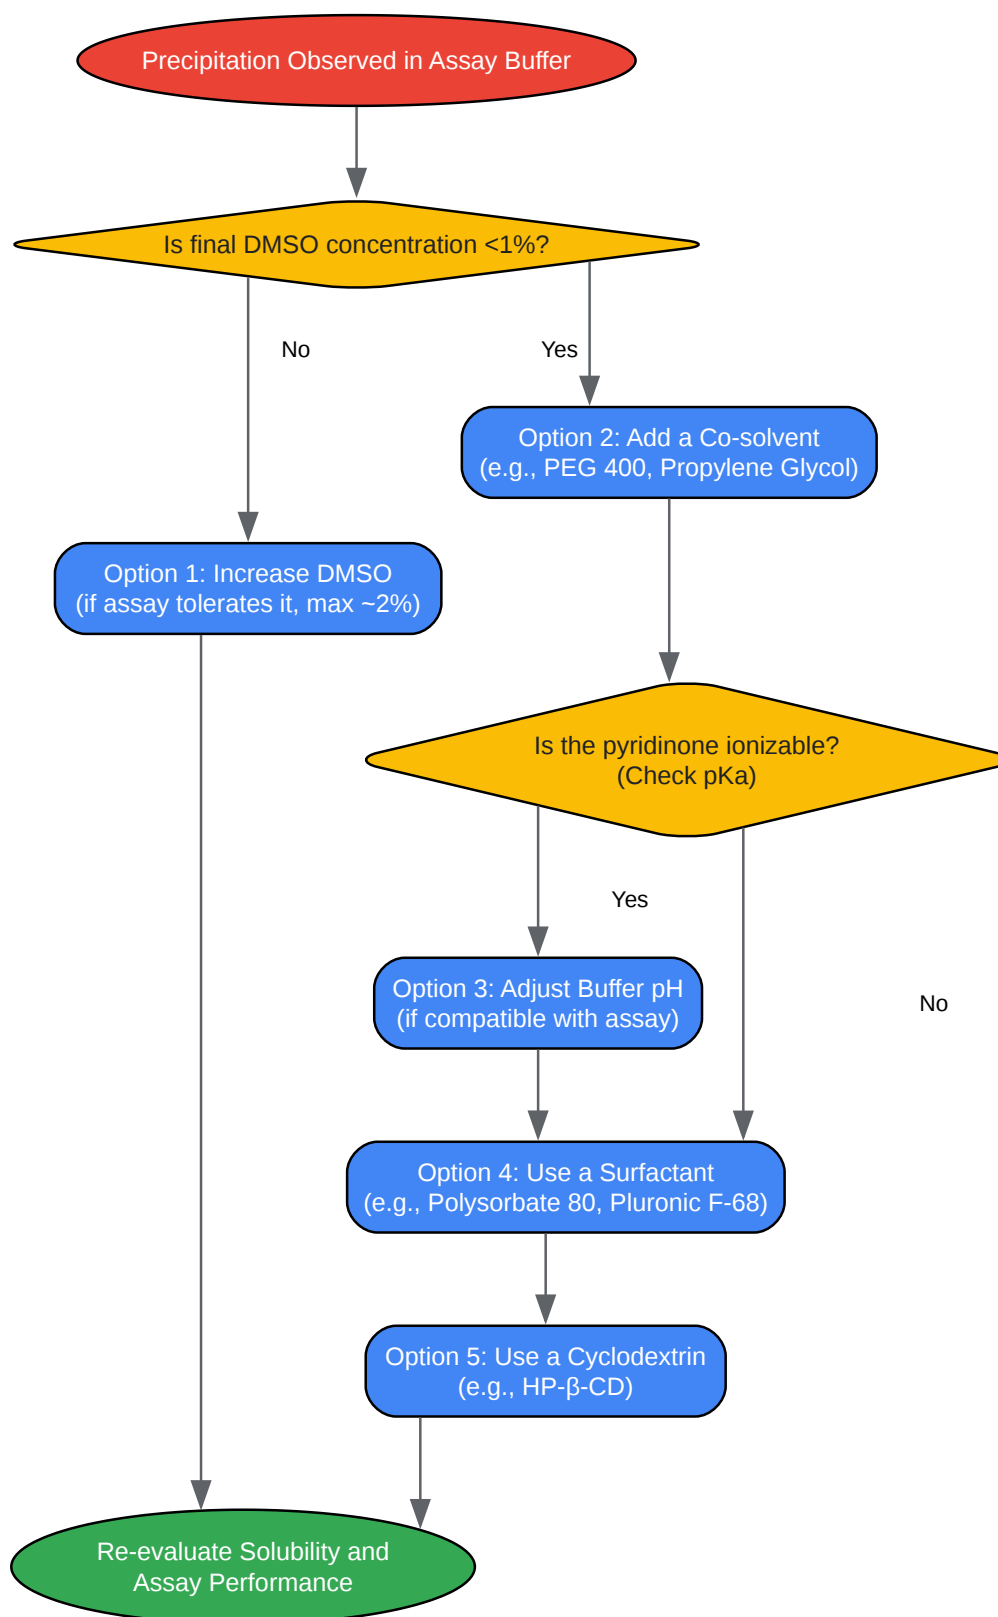 Precipitation Observed in Assay Buffer
Is final DMSO concentration <1%?
No
Yes
Option 2: Add a Co-solvent
(e.g., PEG 400, Propylene Glycol)
Option 1: Increase DMSO
(if assay tolerates it, max ~2%)
Is the pyridinone ionizable?
(Check pKa)
Yes
Option 3: Adjust Buffer pH
(if compatible with assay)
No
Option 4: Use a Surfactant
(e.g., Polysorbate 80, Pluronic F-68)
Option 5: Use a Cyclodextrin
(e.g., HP-β-CD)
Re-evaluate Solubility and
Assay Performance